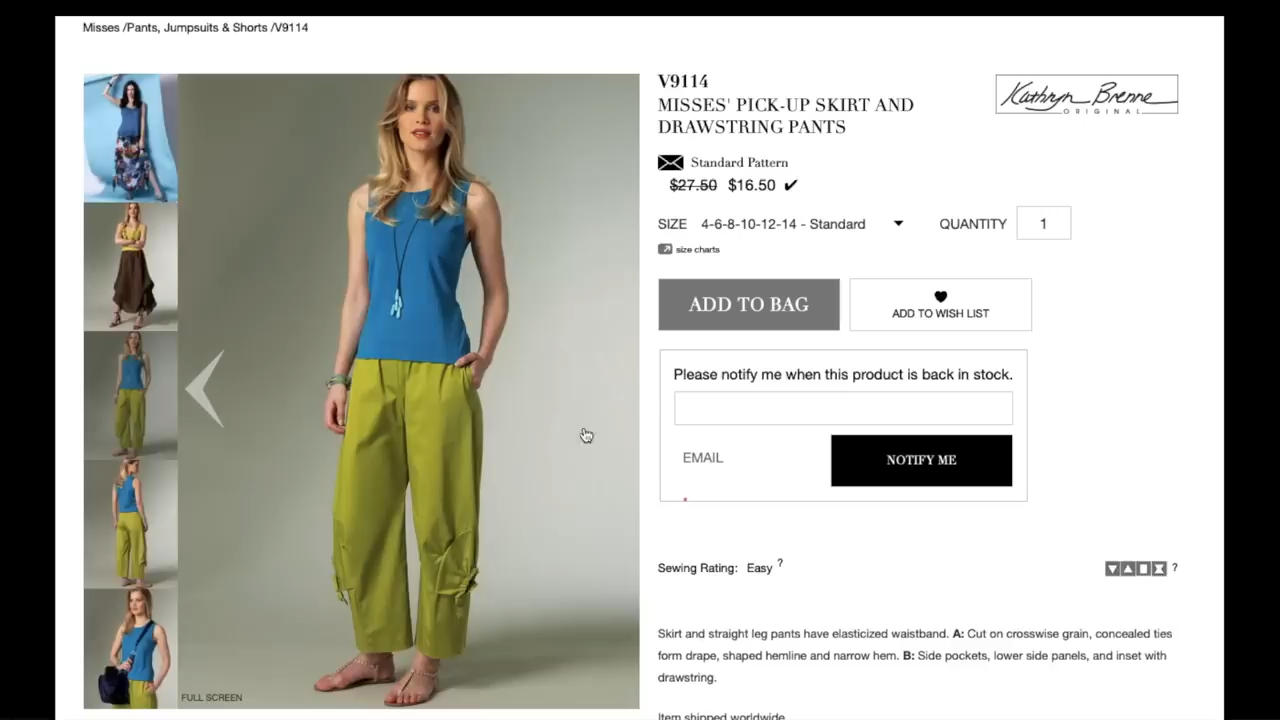 Misses /Pants, Jumpsuits & Shorts /V9114
V9114
MISSES' PICK-UP SKIRT AND
DRAWSTRING PANTS
Kathryn Brenne
ORIGINAL
Standard Pattern
$27.50 $16.50 ✔
SIZE 4-6-8-10-12-14 - Standard QUANTITY 1
size charts
ADD TO BAG
ADD TO WISH LIST
Please notify me when this product is back in stock.
EMAIL
NOTIFY ME
*
Sewing Rating: Easy ?
?
Skirt and straight leg pants have elasticized waistband. A: Cut on crosswise grain, concealed ties
form drape, shaped hemline and narrow hem. B: Side pockets, lower side panels, and inset with
drawstring.
Item shipped worldwide
FULL SCREEN